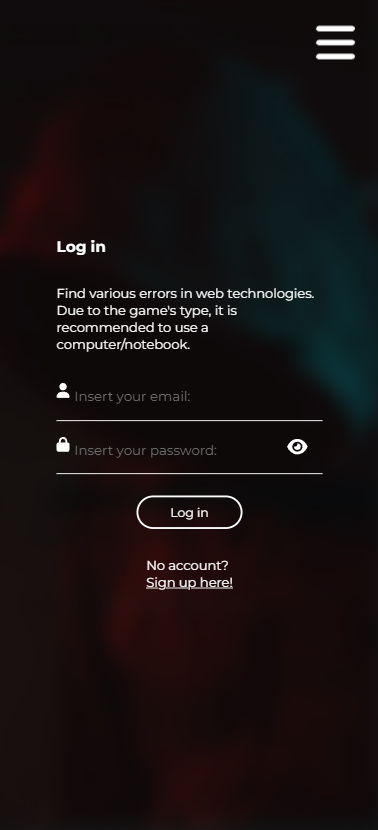 Log in
Find various errors in web technologies.
Due to the game's type, it is
recommended to use a
computer/notebook.
Insert your email:
Insert your password:
Log in
No account?
Sign up here!